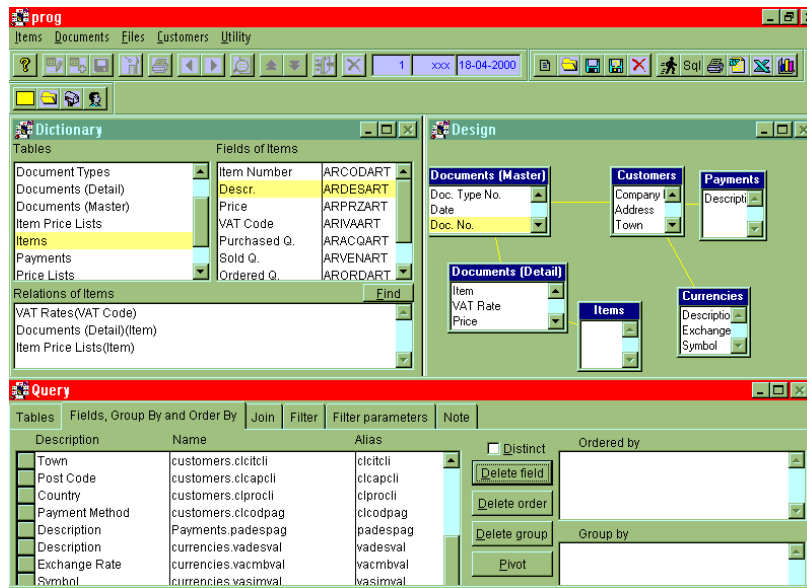 prog
Items Documents Files Customers Utility
1 xxx 18-04-2000 Sql
Dictionary
Tables Fields of Items
Document Types
Documents (Detail)
Documents (Master)
Item Price Lists
Items
Payments
Price Lists
Item Number ARCODART
Descr. ARDESART
Price ARPRZART
VAT Code ARIVAART
Purchased Q. ARACQART
Sold Q. ARVENART
Ordered Q. ARORDART
Relations of Items Find
VAT Rates(VAT Code)
Documents (Detail)(Item)
Item Price Lists(Item)
Design
Documents (Master)
Doc. Type No.
Date
Doc. No.
Customers
Company
Address
Town
Payments
Descripti
Documents (Detail)
Item
VAT Rate
Price
Items
Currencies
Descriptio
Exchange
Symbol
Query
Tables Fields, Group By and Order By Join Filter Filter parameters Note
Description Name Alias
Town customers.clcitcli clcitcli
Post Code customers.clcapcli clcapcli
Country customers.clprocli clprocli
Payment Method customers.clcodpag clcodpag
Description Payments.padespag padespag
Description currencies.vadesval vadesval
Exchange Rate currencies.vacmbval vacmbval
Symbol currencies.vasimval vasimval
Distinct
Delete field
Delete order
Delete group
Pivot
Ordered by
Group by